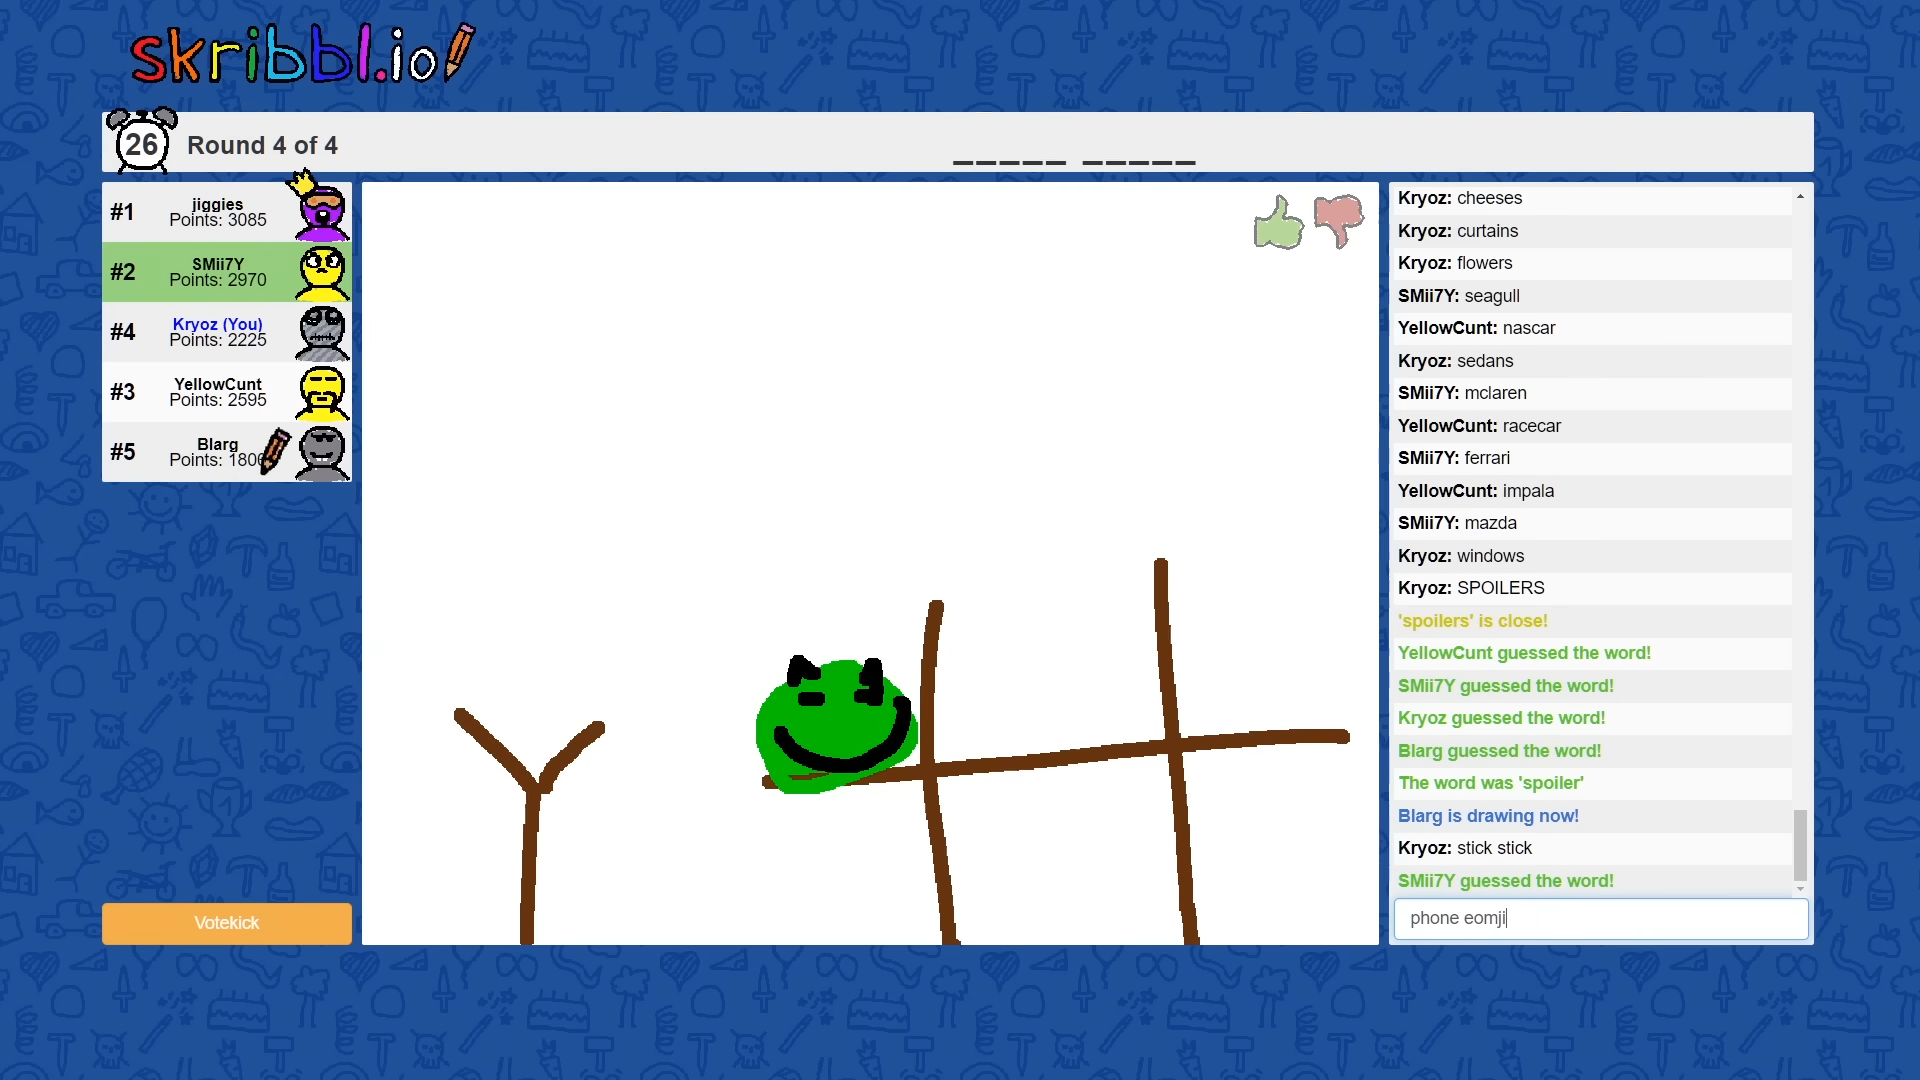 skribbl.io
26
Round 4 of 4
_____ _____
#1
jiggies
Points: 3085
#2
SMii7Y
Points: 2970
#4
Kryoz (You)
Points: 2225
#3
YellowCunt
Points: 2595
#5
Blarg
Points: 1806
Votekick
Kryoz: cheeses
Kryoz: curtains
Kryoz: flowers
SMii7Y: seagull
YellowCunt: nascar
Kryoz: sedans
SMii7Y: mclaren
YellowCunt: racecar
SMii7Y: ferrari
YellowCunt: impala
SMii7Y: mazda
Kryoz: windows
Kryoz: SPOILERS
'spoilers' is close!
YellowCunt guessed the word!
SMii7Y guessed the word!
Kryoz guessed the word!
Blarg guessed the word!
The word was 'spoiler'
Blarg is drawing now!
Kryoz: stick stick
SMii7Y guessed the word!
phone eomji